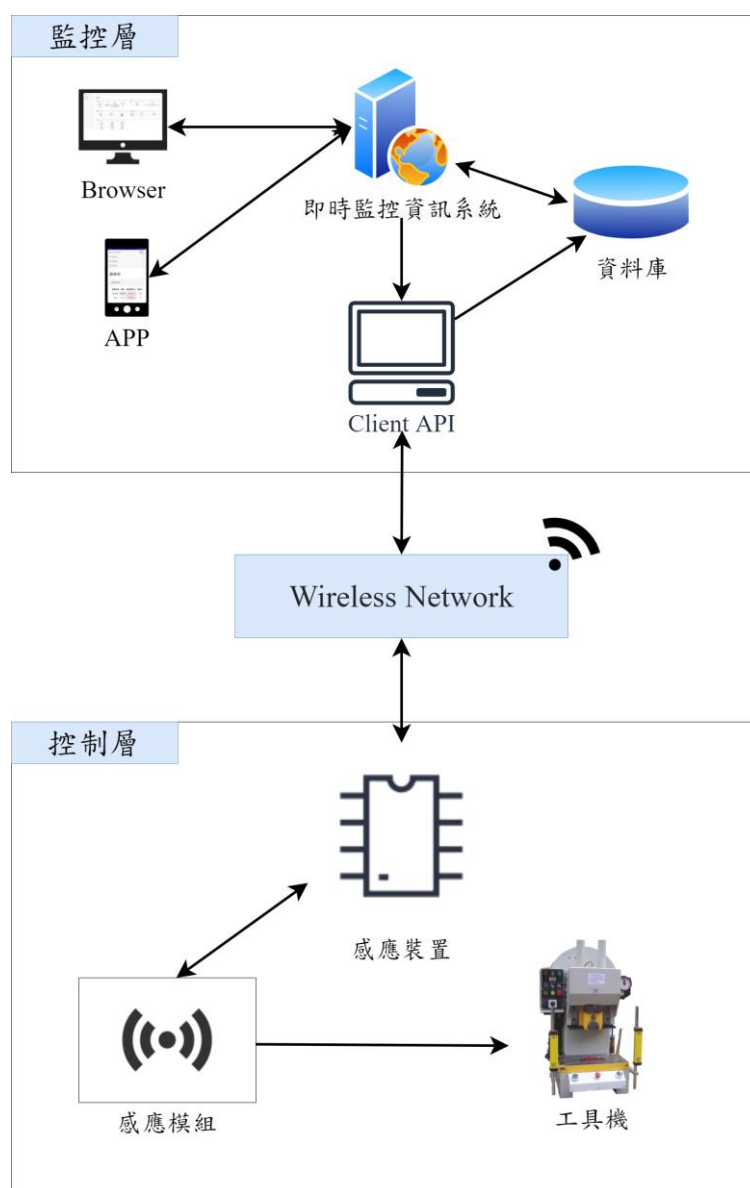 監控層
Browser
即時監控資訊系統
資料庫
APP
Client API
Wireless Network
控制層
感應裝置
感應模組
工具機